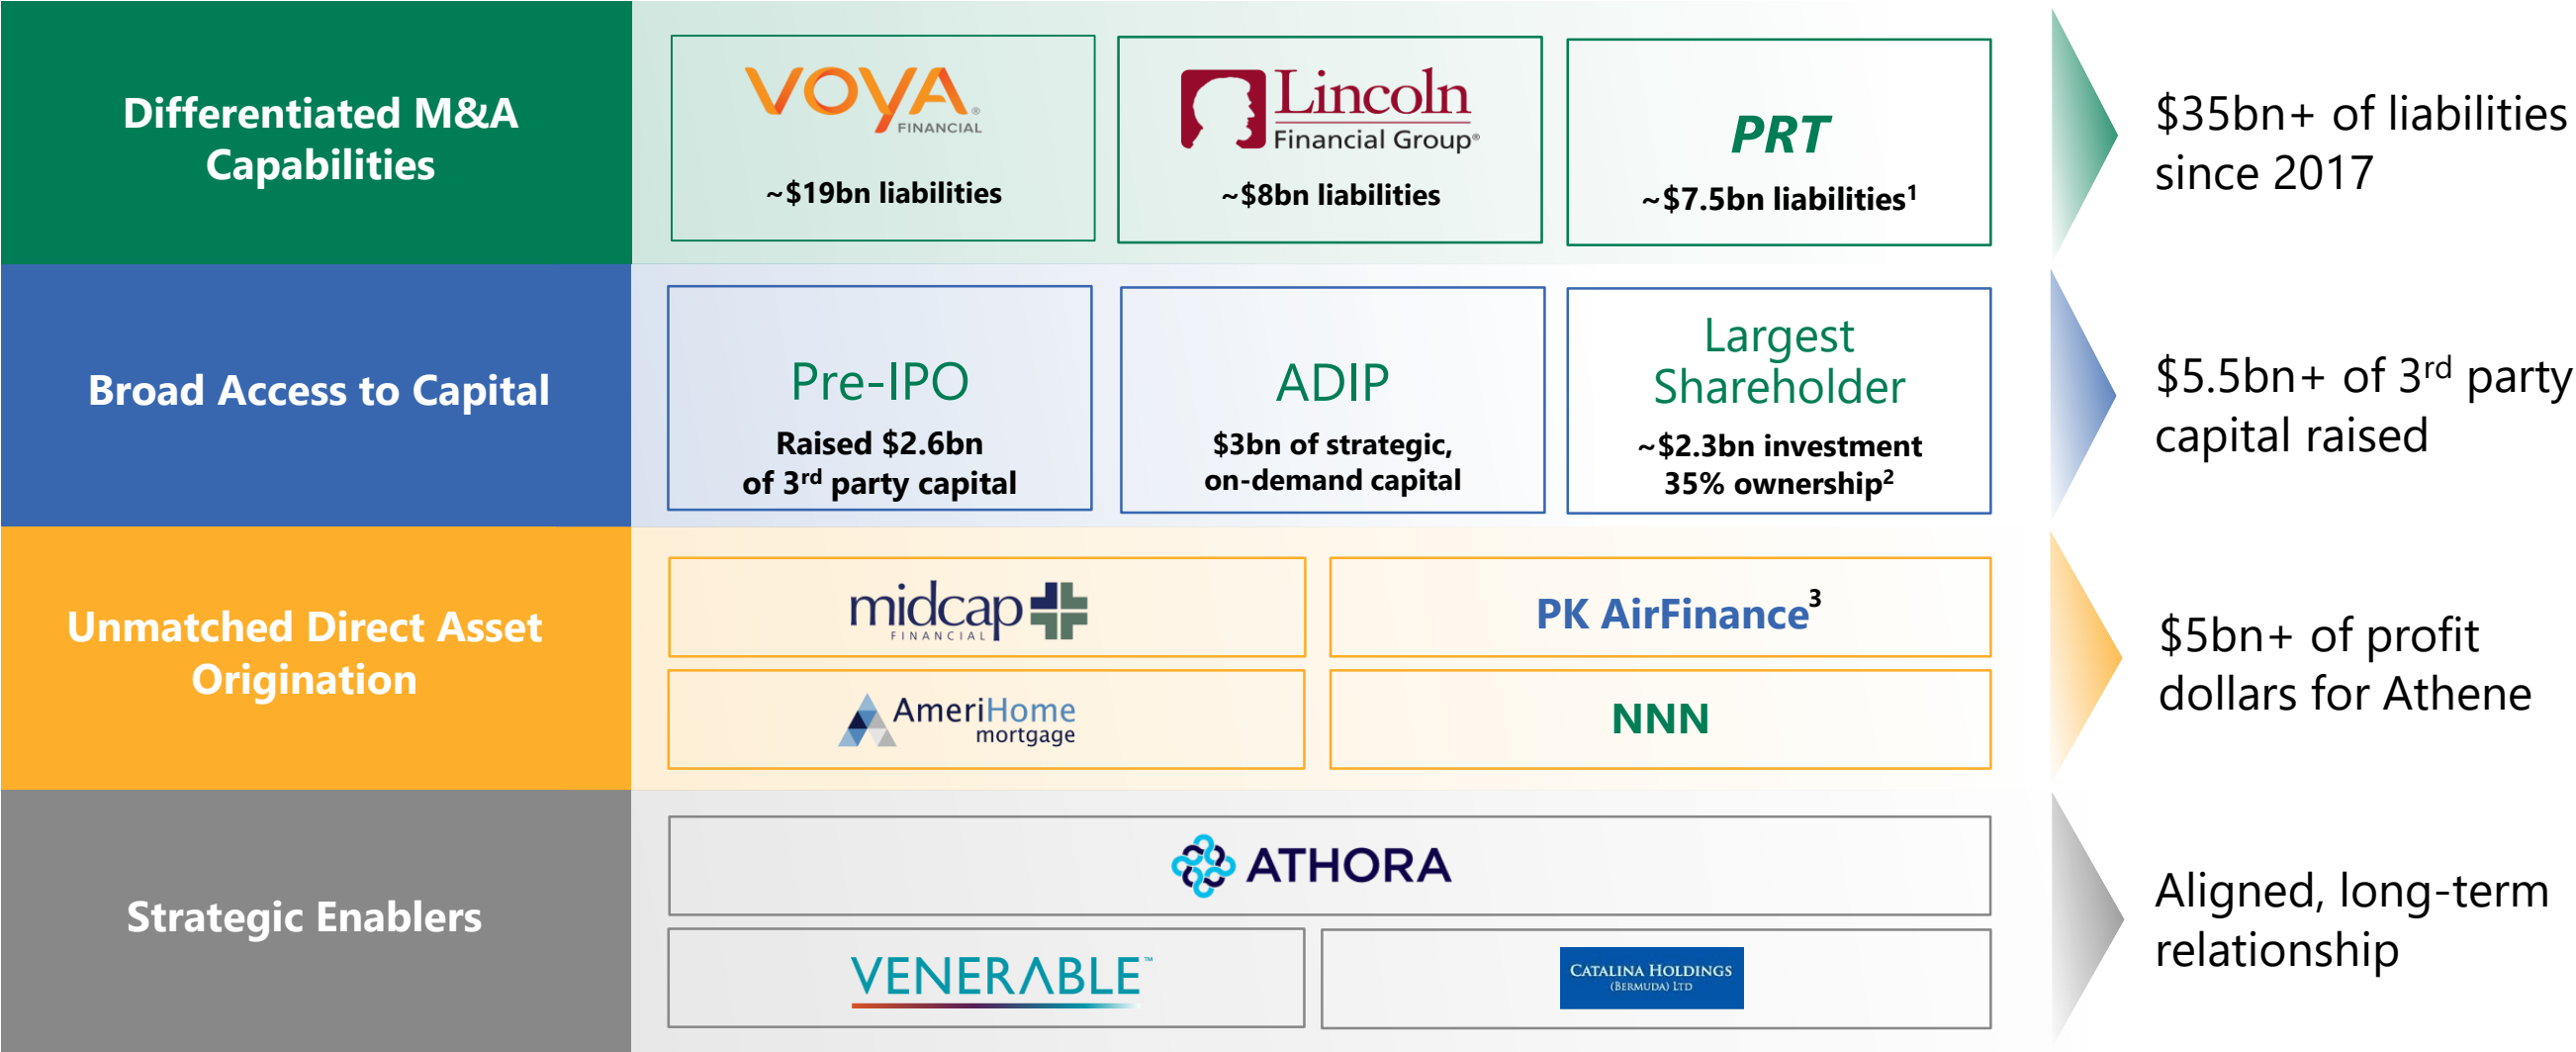 Differentiated M&A
Capabilities
VOYA®
FINANCIAL
~$19bn liabilities
Lincoln
Financial Group®
~$8bn liabilities
PRT
~$7.5bn liabilities¹
$35bn+ of liabilities
since 2017
Broad Access to Capital
Pre-IPO
Raised $2.6bn
of 3rd party capital
ADIP
$3bn of strategic,
on-demand capital
Largest
Shareholder
~$2.3bn investment
35% ownership²
$5.5bn+ of 3rd party
capital raised
Unmatched Direct Asset
Origination
midcap
FINANCIAL
PK AirFinance³
AmeriHome
mortgage
NNN
$5bn+ of profit
dollars for Athene
Strategic Enablers
ATHORA
VENERABLE™
CATALINA HOLDINGS
(BERMUDA) LTD
Aligned, long-term
relationship